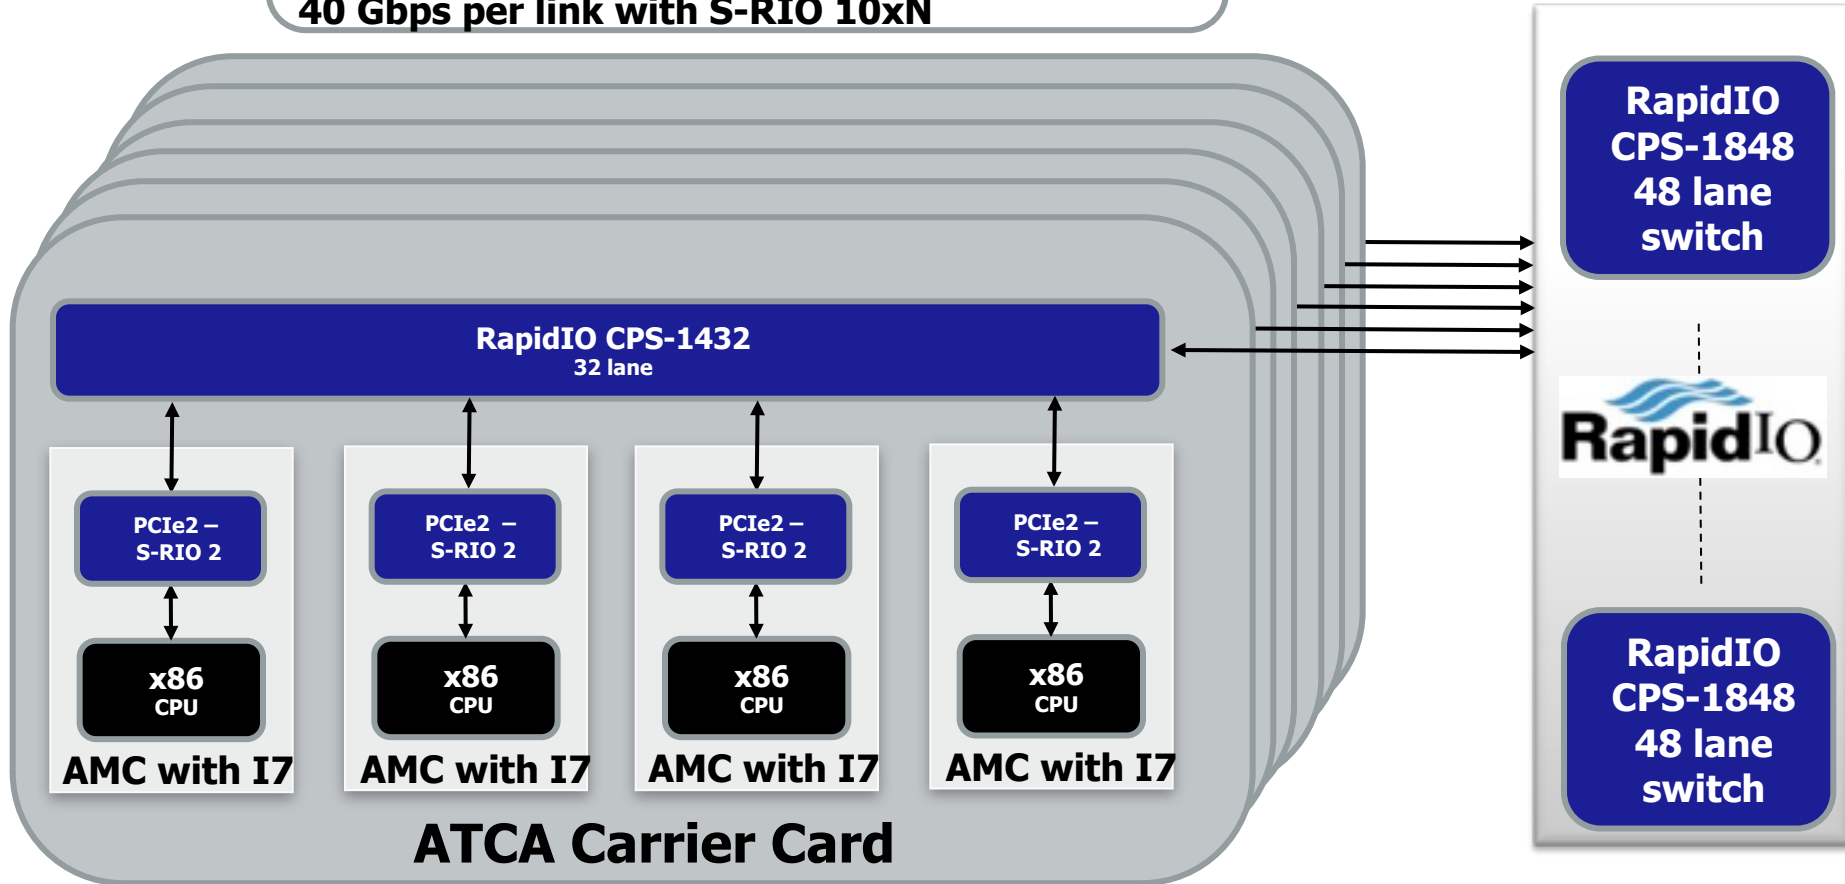 40 Gbps per link with S-RIO 10xN
RapidIO
CPS-1848
48 lane
switch
RapidIO CPS-1432
32 lane
RapidIO
PCIe2 –
S-RIO 2
PCIe2 –
S-RIO 2
PCIe2 –
S-RIO 2
PCIe2 –
S-RIO 2
x86
CPU
x86
CPU
x86
CPU
x86
CPU
AMC with I7
AMC with I7
AMC with I7
AMC with I7
RapidIO
CPS-1848
48 lane
switch
ATCA Carrier Card